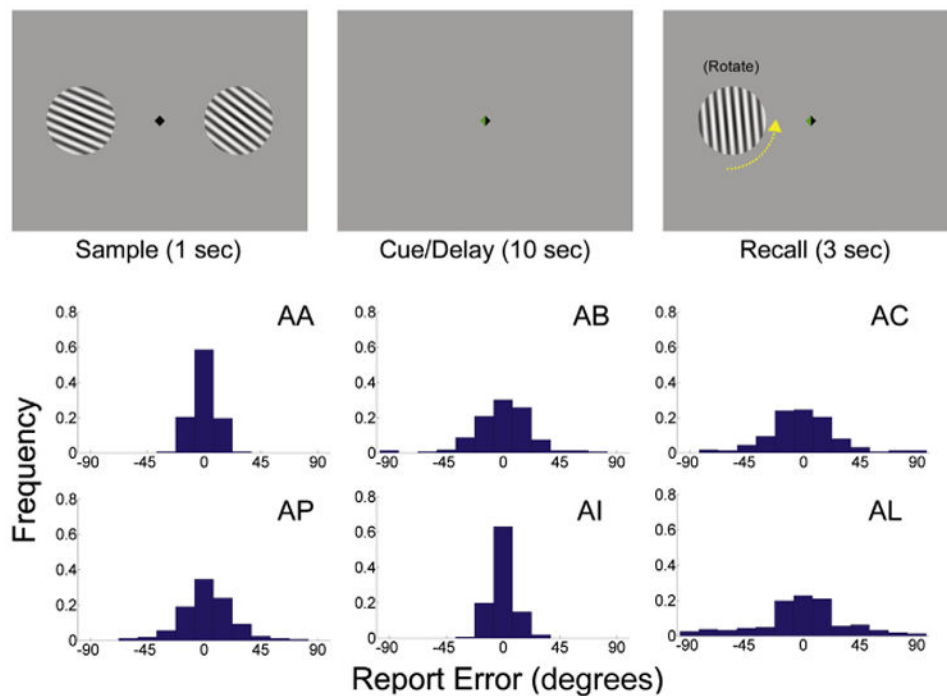 (Rotate)
Sample (1 sec)
Cue/Delay (10 sec)
Recall (3 sec)
Frequency
0.8
0.6
0.4
0.2
0
AA
-90 -45 0 45 90
0.8
0.6
0.4
0.2
0
AB
-90 -45 0 45 90
0.8
0.6
0.4
0.2
0
AC
-90 -45 0 45 90
0.8
0.6
0.4
0.2
0
AP
-90 -45 0 45 90
0.8
0.6
0.4
0.2
0
AI
-90 -45 0 45 90
0.8
0.6
0.4
0.2
0
AL
-90 -45 0 45 90
Report Error (degrees)